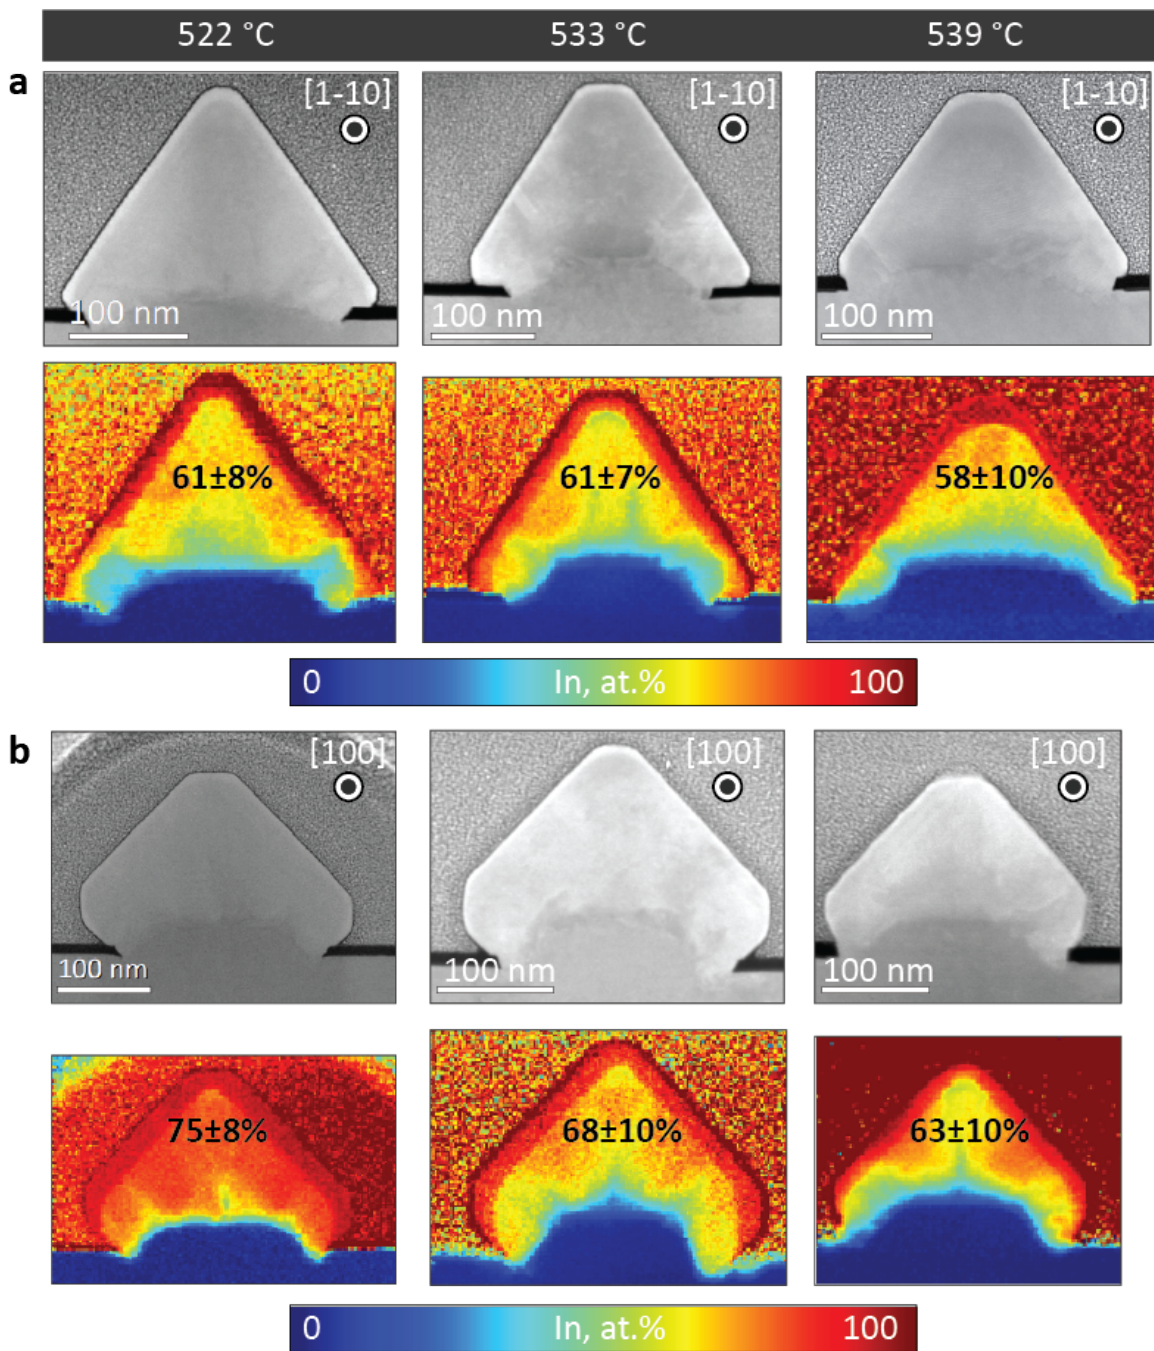 522 °C 533 °C 539 °C
a
[1-10] [1-10] [1-10]
100 nm 100 nm 100 nm
61±8% 61±7% 58±10%
0 In, at.% 100
b
[100] [100] [100]
100 nm 100 nm 100 nm
75±8% 68±10% 63±10%
0 In, at.% 100